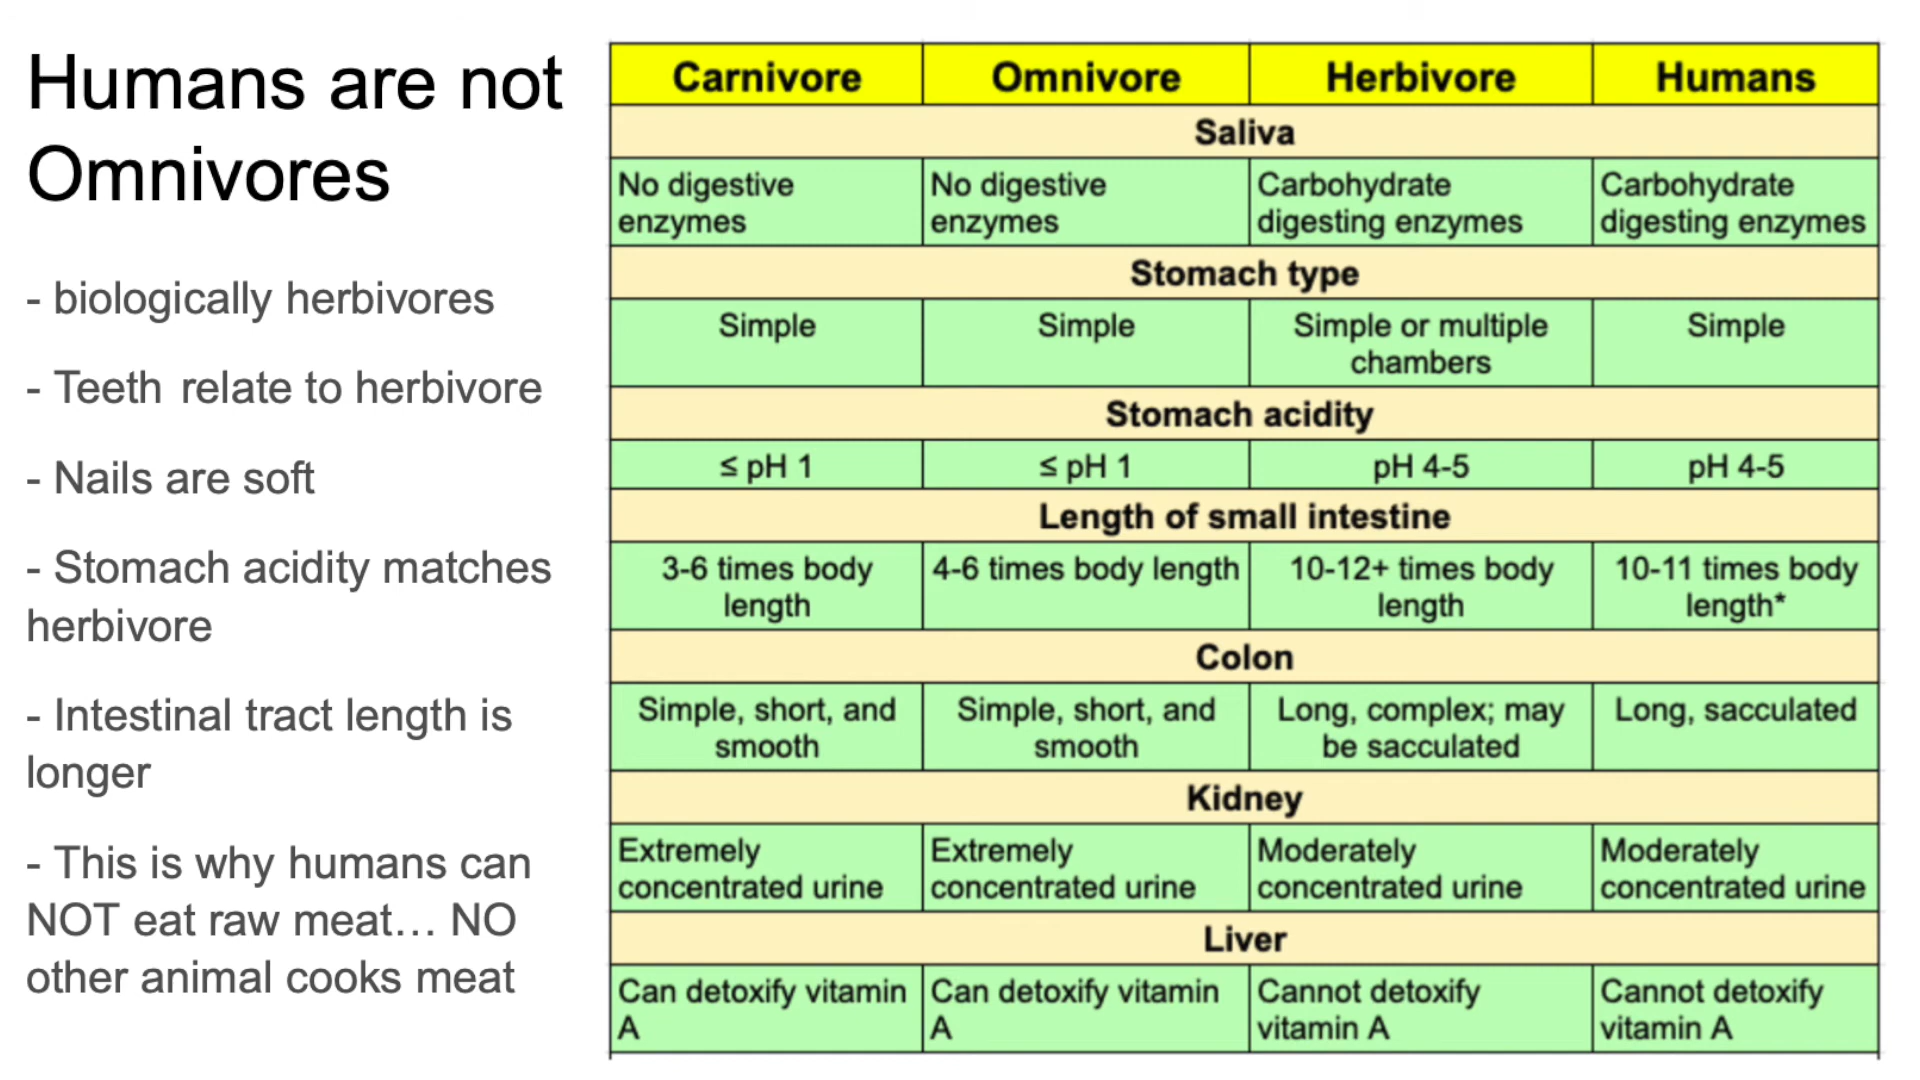 Humans are not
Omnivores
- biologically herbivores
- Teeth relate to herbivore
- Nails are soft
- Stomach acidity matches
herbivore
- Intestinal tract length is
longer
- This is why humans can
NOT eat raw meat... NO
other animal cooks meat
Carnivore Omnivore Herbivore Humans
Saliva
No digestive No digestive Carbohydrate Carbohydrate
enzymes enzymes digesting enzymes digesting enzymes
Stomach type
Simple Simple Simple or multiple Simple
chambers
Stomach acidity
≤ pH 1 ≤ pH 1 pH 4-5 pH 4-5
Length of small intestine
3-6 times body 4-6 times body length 10-12+ times body 10-11 times body
length length length*
Colon
Simple, short, and Simple, short, and Long, complex; may Long, sacculated
smooth smooth be sacculated
Kidney
Extremely Extremely Moderately Moderately
concentrated urine concentrated urine concentrated urine concentrated urine
Liver
Can detoxify vitamin Can detoxify vitamin Cannot detoxify Cannot detoxify
A A vitamin A vitamin A